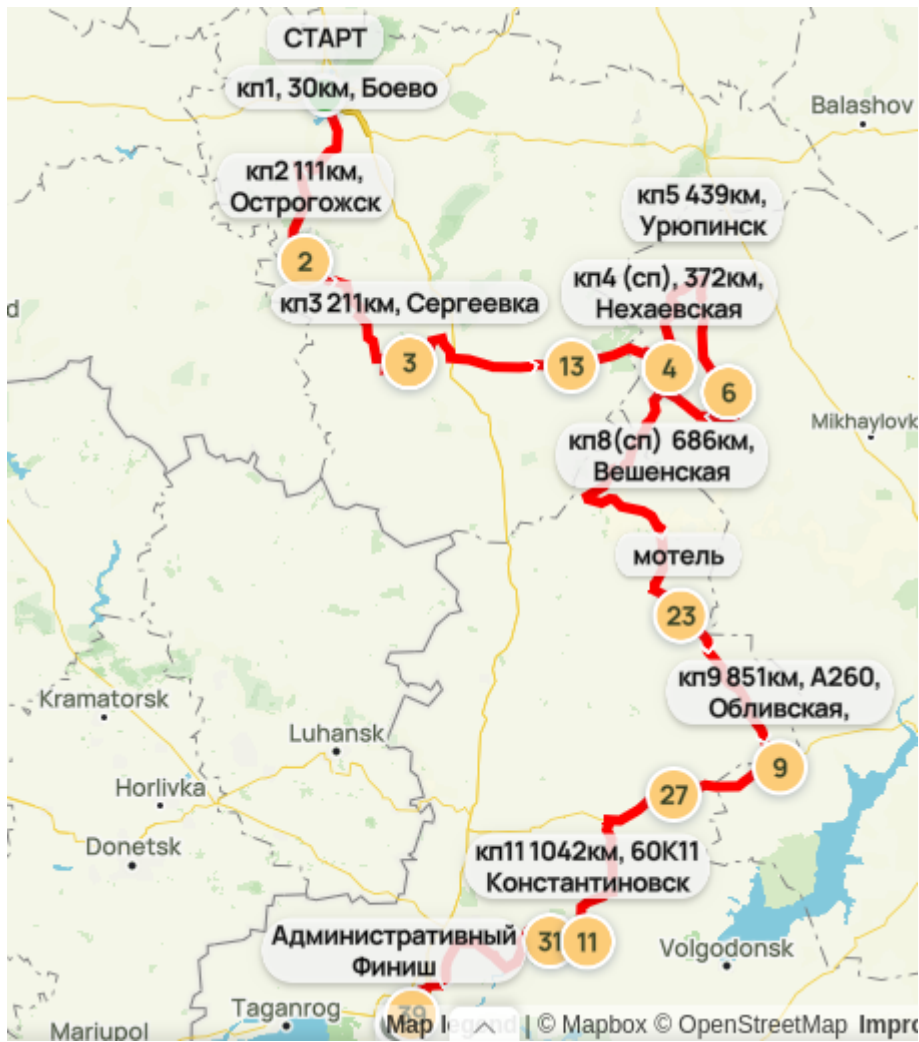 СТАРТ
кп1, 30км, Боево
Balashov
кп2 111км,
Острогожск
кп5 439км,
Урюпинск
2
кп4 (сп), 372км,
Нехаевская
кп3 211км, Сергеевка
d
3
13
4
6
Mikhaylovk
кп8(сп) 686км,
Вешенская
мотель
23
кп9 851км, А260,
Обливская,
Kramatorsk
Luhansk
9
Horlivka
27
Donetsk
кп11 1042км, 60К11
Константиновск
Административный
Финиш
31
11
Volgodonsk
Taganrog
39
Mariupol
Map legend | © Mapbox © OpenStreetMap Impro